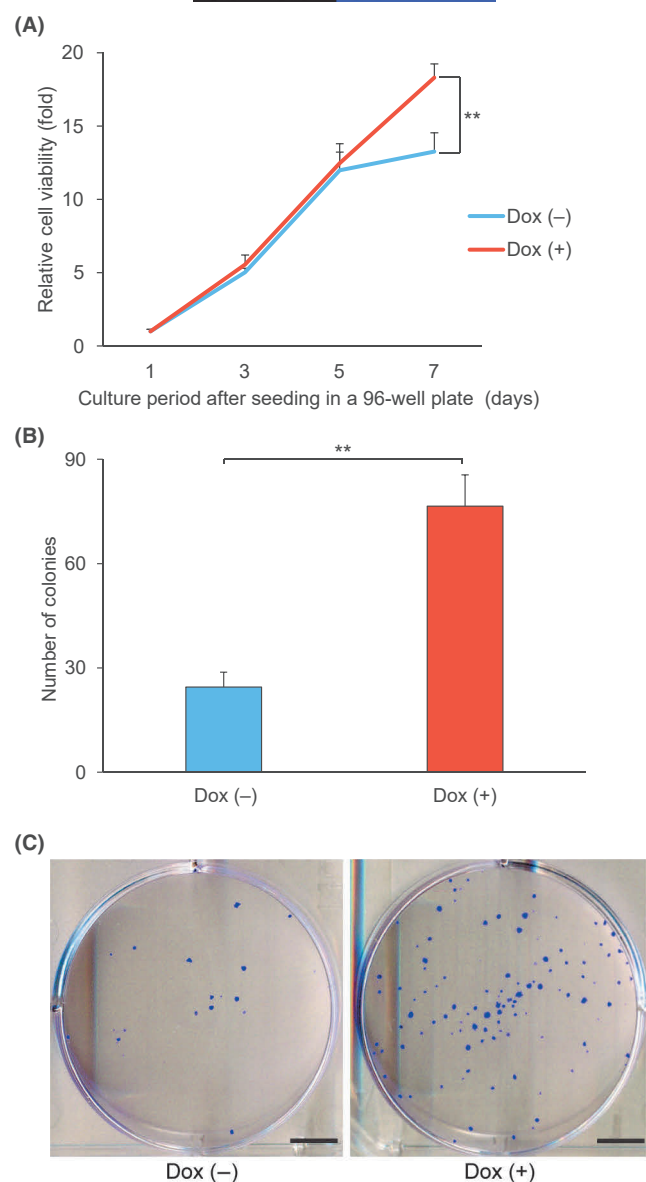 (A)
20
15
10
5
0
Relative cell viability (fold)
**
Dox (–)
Dox (+)
1 3 5 7
Culture period after seeding in a 96-well plate (days)
(B)
90
60
30
0
Number of colonies
**
Dox (–) Dox (+)
(C)
Dox (–) Dox (+)